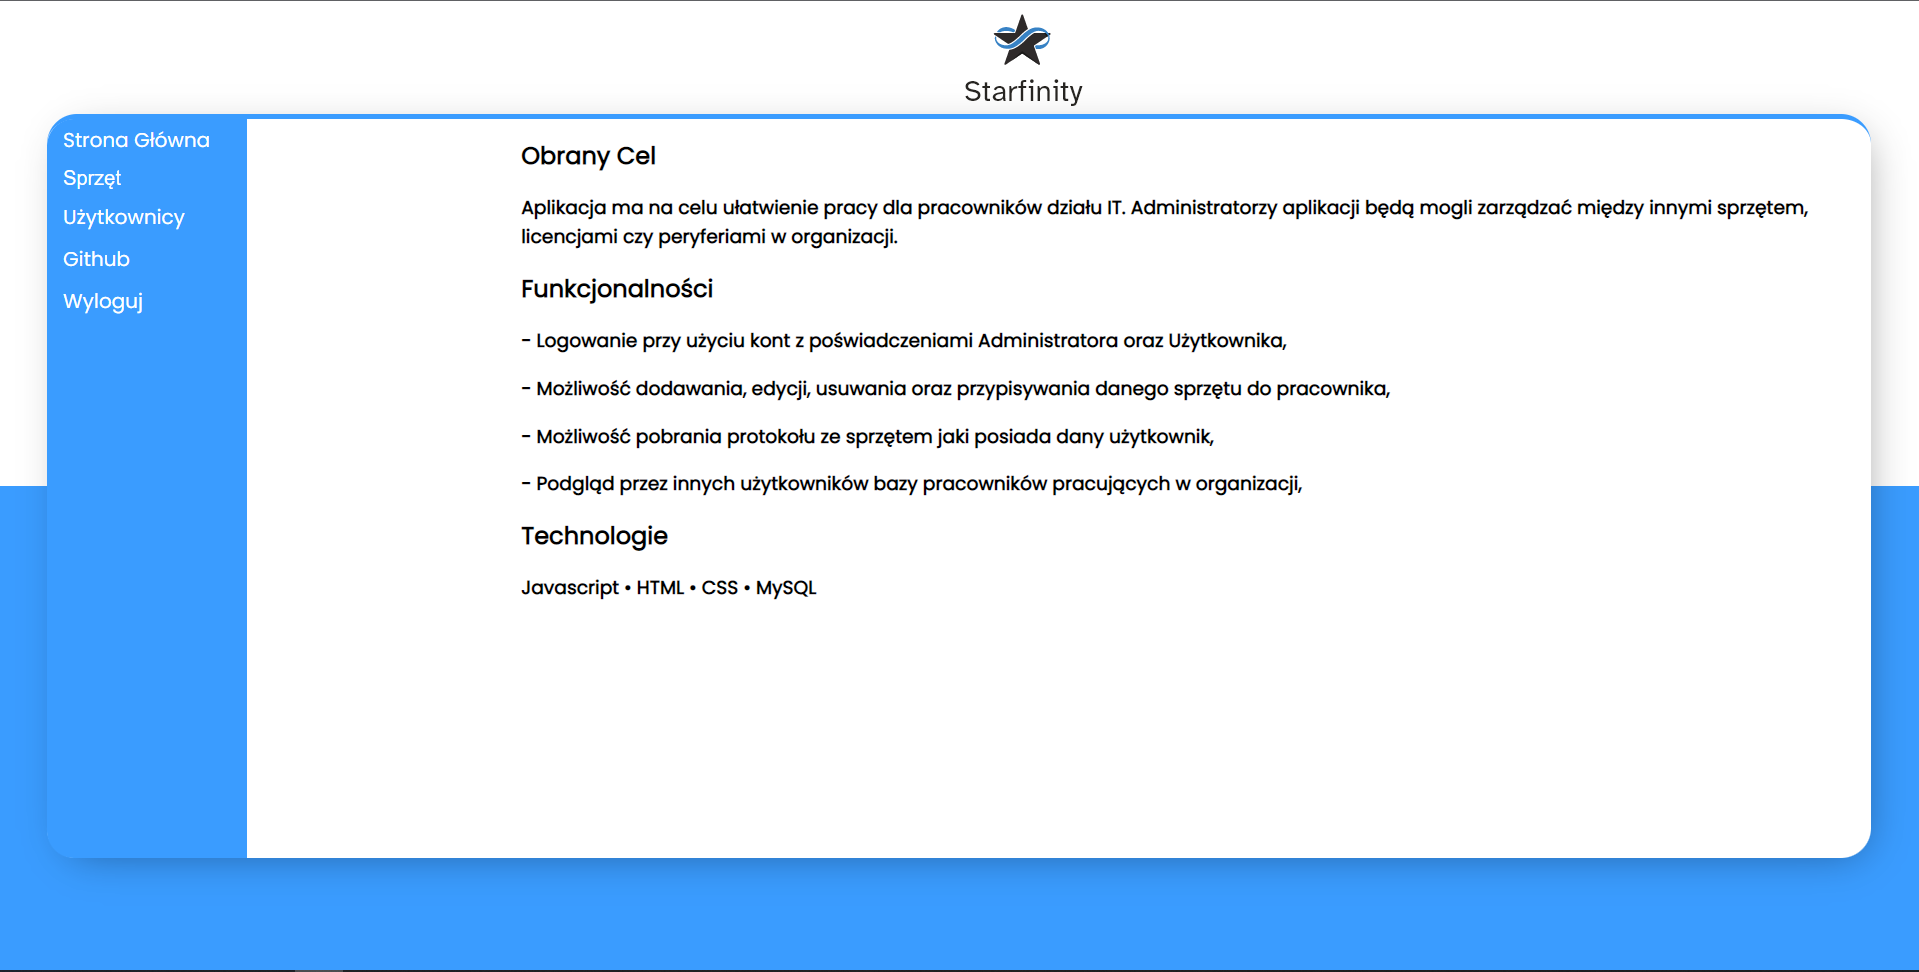 Starfinity
Strona Główna
Sprzęt
Użytkownicy
Github
Wyloguj
Obrany Cel
Aplikacja ma na celu ułatwienie pracy dla pracowników działu IT. Administratorzy aplikacji będą mogli zarządzać między innymi sprzętem,
licencjami czy peryferiami w organizacji.
Funkcjonalności
- Logowanie przy użyciu kont z poświadczeniami Administratora oraz Użytkownika,
- Możliwość dodawania, edycji, usuwania oraz przypisywania danego sprzętu do pracownika,
- Możliwość pobrania protokołu ze sprzętem jaki posiada dany użytkownik,
- Podgląd przez innych użytkowników bazy pracowników pracujących w organizacji,
Technologie
Javascript • HTML • CSS • MySQL